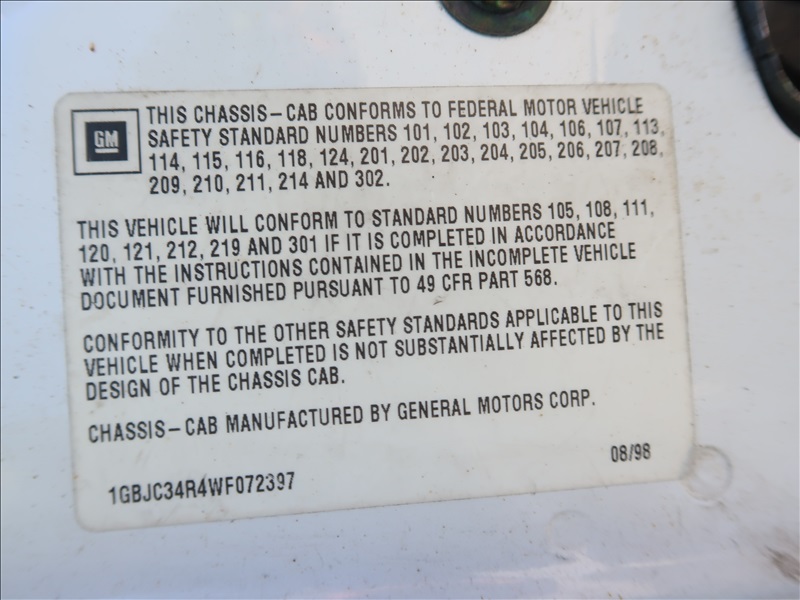 GM
THIS CHASSIS-CAB CONFORMS TO FEDERAL MOTOR VEHICLE
SAFETY STANDARD NUMBERS 101, 102, 103, 104, 106, 107, 113,
114, 115, 116, 118, 124, 201, 202, 203, 204, 205, 206, 207, 208,
209, 210, 211, 214 AND 302.
THIS VEHICLE WILL CONFORM TO STANDARD NUMBERS 105, 108, 111,
120, 121, 212, 219 AND 301 IF IT IS COMPLETED IN ACCORDANCE
WITH THE INSTRUCTIONS CONTAINED IN THE INCOMPLETE VEHICLE
DOCUMENT FURNISHED PURSUANT TO 49 CFR PART 568.
CONFORMITY TO THE OTHER SAFETY STANDARDS APPLICABLE TO THIS
VEHICLE WHEN COMPLETED IS NOT SUBSTANTIALLY AFFECTED BY THE
DESIGN OF THE CHASSIS CAB.
CHASSIS-CAB MANUFACTURED BY GENERAL MOTORS CORP.
08/98
1GBJC34R4WF072397